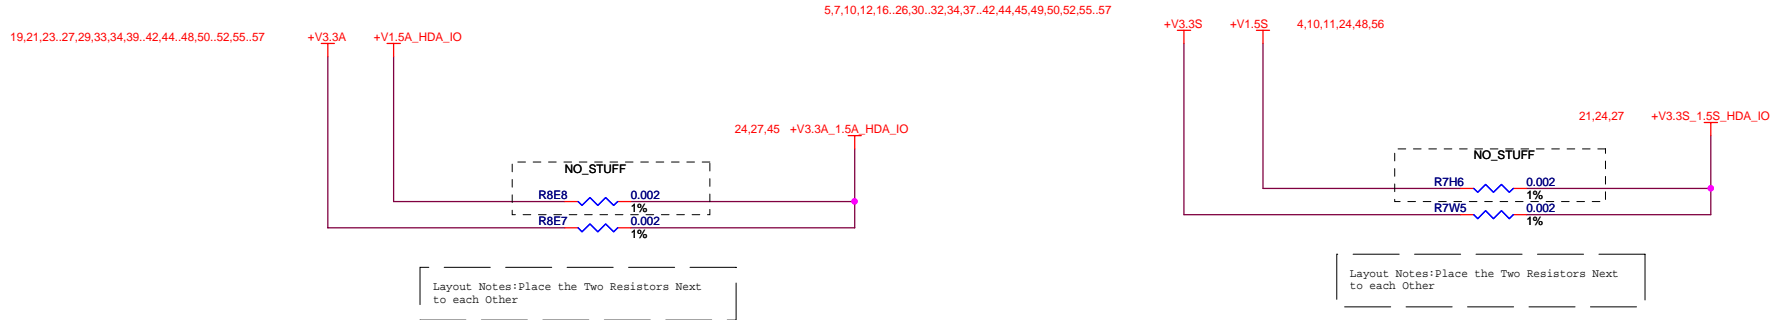 5,7,10,12,16..26,30..32,34,37..42,44,45,49,50,52,55..57
19,21,23..27,29,33,34,39..42,44..48,50..52,55..57
+V3.3A
+V1.5A_HDA_IO
+V3.3S
+V1.5S
4,10,11,24,48,56
24,27,45
+V3.3A_1.5A_HDA_IO
21,24,27
+V3.3S_1.5S_HDA_IO
NO_STUFF
R8E8
0.002
1%
R8E7
0.002
1%
NO_STUFF
R7H6
0.002
1%
R7W5
0.002
1%
Layout Notes:Place the Two Resistors Next
to each Other
Layout Notes:Place the Two Resistors Next
to each Other